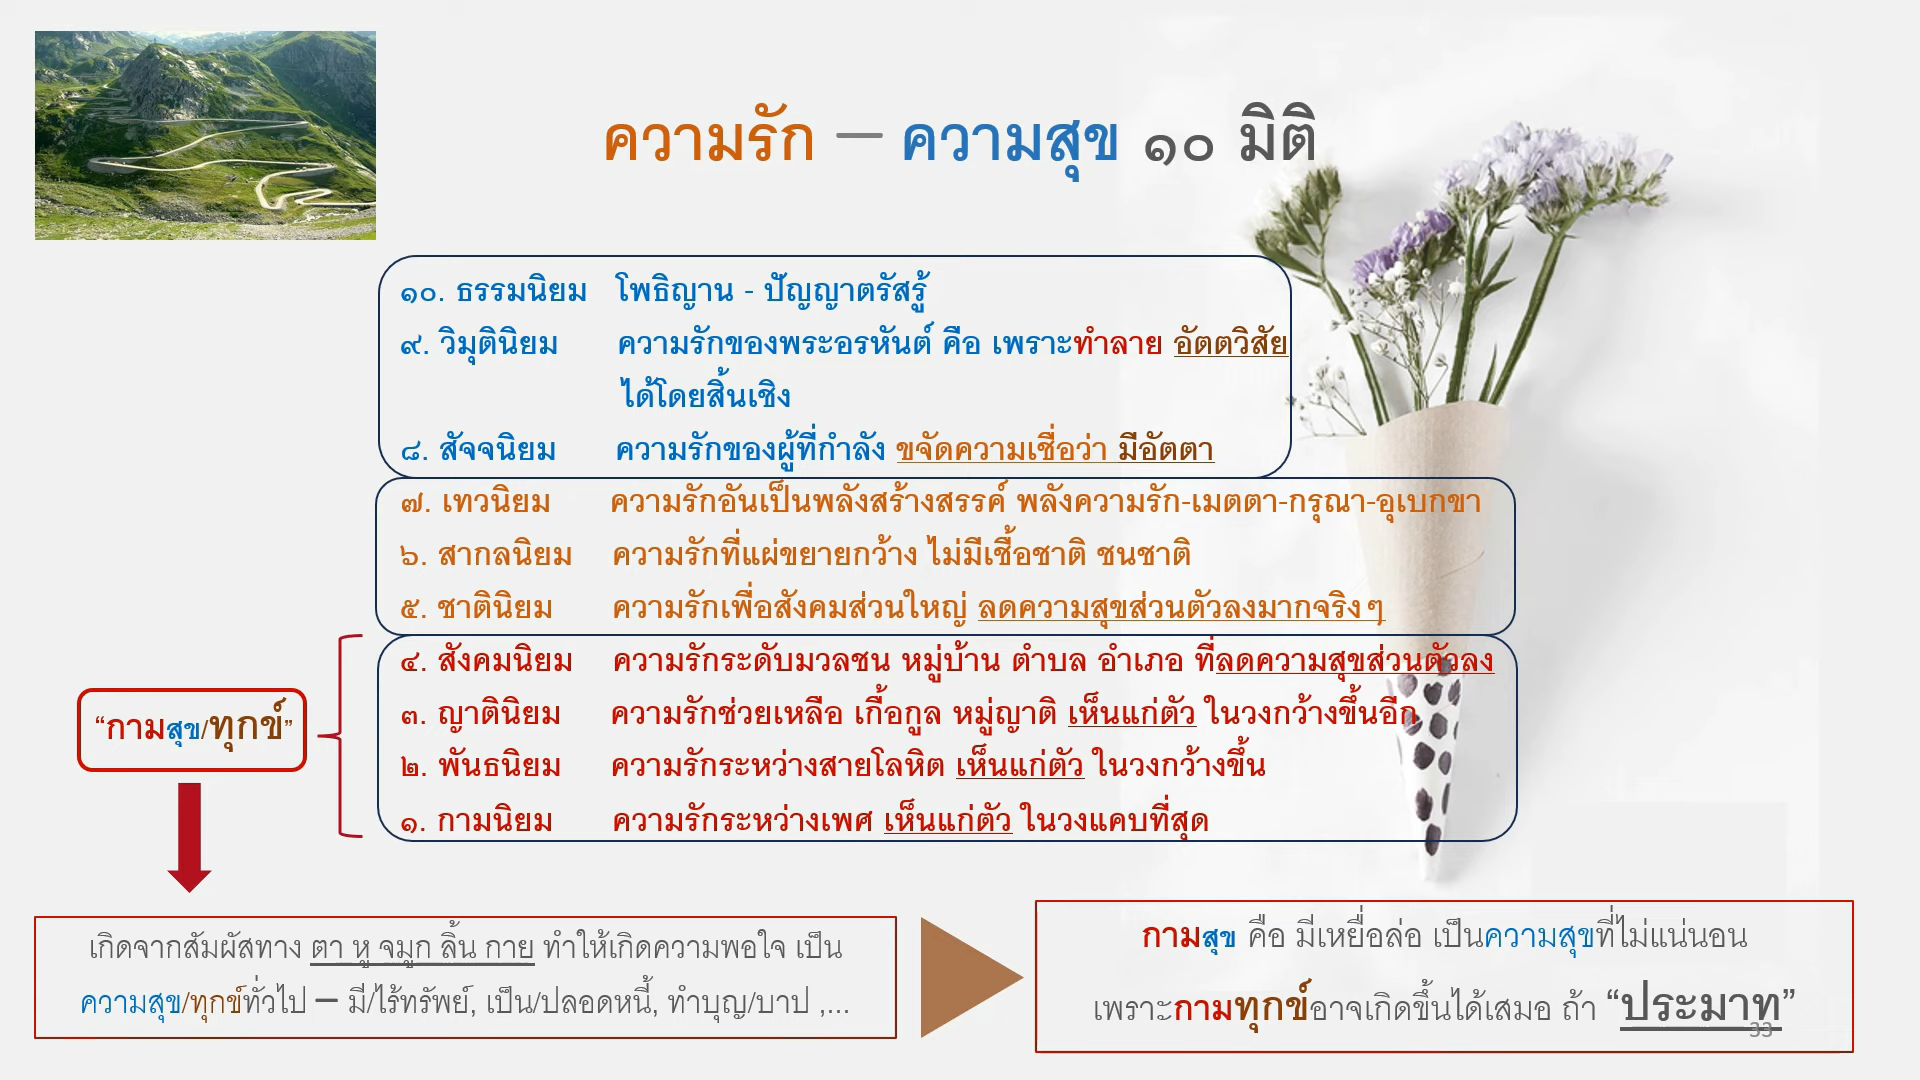 ความรัก – ความสุข ๑๐ มิติ
๑๐. ธรรมนิยม โพธิญาน - ปัญญาตรัสรู้
๙. วิมุตินิยม ความรักของพระอรหันต์ คือ เพราะทำลาย อัตตวิสัย
ได้โดยสิ้นเชิง
๘. สัจจนิยม ความรักของผู้ที่กำลัง ขจัดความเชื่อว่า มีอัตตา
๗. เทวนิยม ความรักอันเป็นพลังสร้างสรรค์ พลังความรัก-เมตตา-กรุณา-อุเบกขา
๖. สากลนิยม ความรักที่แผ่ขยายกว้าง ไม่มีเชื้อชาติ ชนชาติ
๕. ชาตินิยม ความรักเพื่อสังคมส่วนใหญ่ ลดความสุขส่วนตัวลงมากจริงๆ
๔. สังคมนิยม ความรักระดับมวลชน หมู่บ้าน ตำบล อำเภอ ที่ลดความสุขส่วนตัวลง
๓. ญาตินิยม ความรักช่วยเหลือ เกื้อกูล หมู่ญาติ เห็นแก่ตัว ในวงกว้างขึ้นอีก
๒. พันธนิยม ความรักระหว่างสายโลหิต เห็นแก่ตัว ในวงกว้างขึ้น
๑. กามนิยม ความรักระหว่างเพศ เห็นแก่ตัว ในวงแคบที่สุด
“กามสุข/ทุกข์”
เกิดจากสัมผัสทาง ตา หู จมูก ลิ้น กาย ทำให้เกิดความพอใจ เป็น
ความสุข/ทุกข์ทั่วไป – มี/ไร้ทรัพย์, เป็น/ปลอดหนี้, ทำบุญ/บาป ,...
กามสุข คือ มีเหยื่อล่อ เป็นความสุขที่ไม่แน่นอน
เพราะกามทุกข์อาจเกิดขึ้นได้เสมอ ถ้า “ประมาท”
33